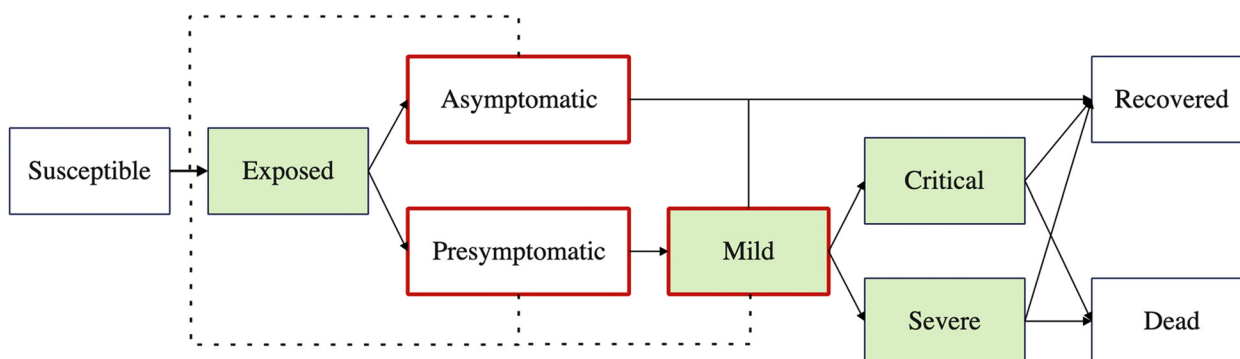 Susceptible
Exposed
Asymptomatic
Presymptomatic
Mild
Critical
Severe
Recovered
Dead